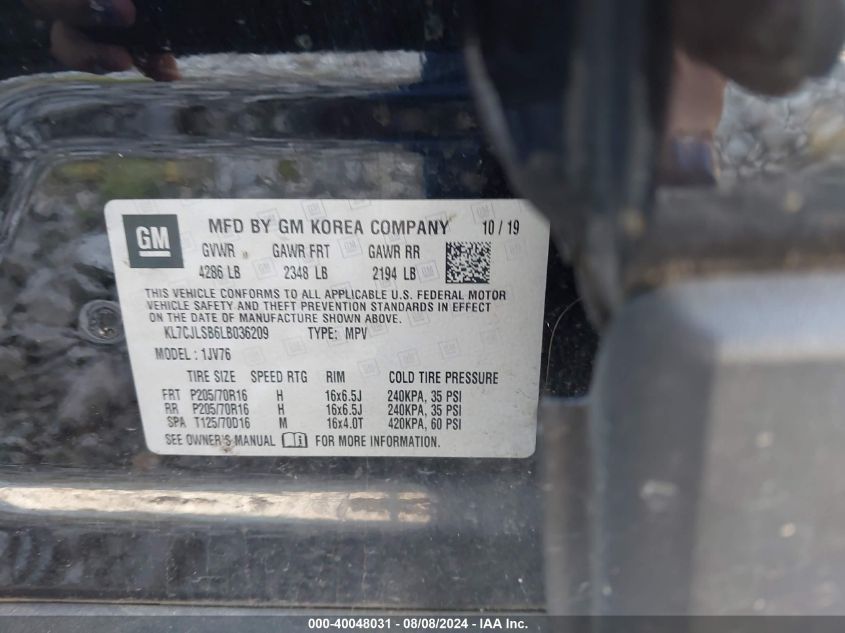 GM MFD BY GM KOREA COMPANY 10/19
GVWR GAWR FRT GAWR RR
4286 LB 2348 LB 2194 LB
THIS VEHICLE CONFORMS TO ALL APPLICABLE U.S. FEDERAL MOTOR
VEHICLE SAFETY AND THEFT PREVENTION STANDARDS IN EFFECT
ON THE DATE OF MANUFACTURE SHOWN ABOVE.
KL7CJLSB6LB036209 TYPE: MPV
MODEL: 1JV76
TIRE SIZE SPEED RTG RIM COLD TIRE PRESSURE
FRT P205/70R16 H 16x6.5J 240KPA, 35 PSI
RR P205/70R16 H 16x6.5J 240KPA, 35 PSI
SPA T125/70D16 M 16x4.0T 420KPA, 60 PSI
SEE OWNER'S MANUAL FOR MORE INFORMATION.
000-40048031 - 08/08/2024 - IAA Inc.